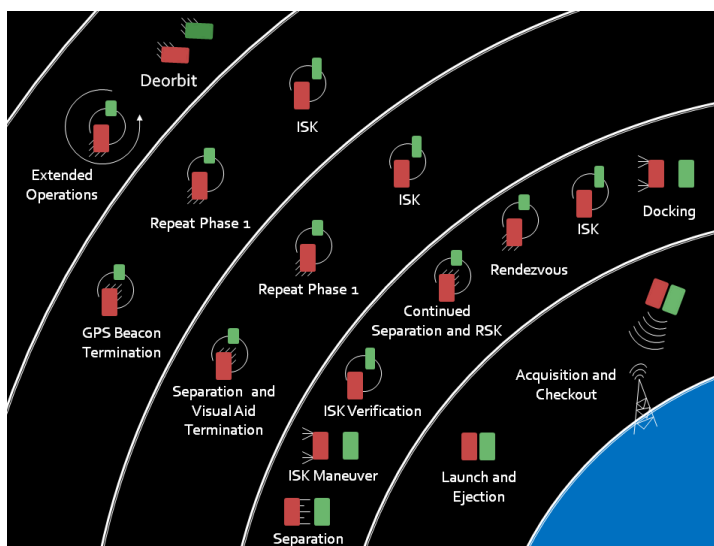 Deorbit
Extended
Operations
ISK
Repeat Phase 1
ISK
GPS Beacon
Termination
Repeat Phase 1
Separation and
Visual Aid
Termination
Docking
ISK
Rendezvous
Continued
Separation and RSK
ISK Verification
ISK Maneuver
Separation
Acquisition and
Checkout
Launch and
Ejection